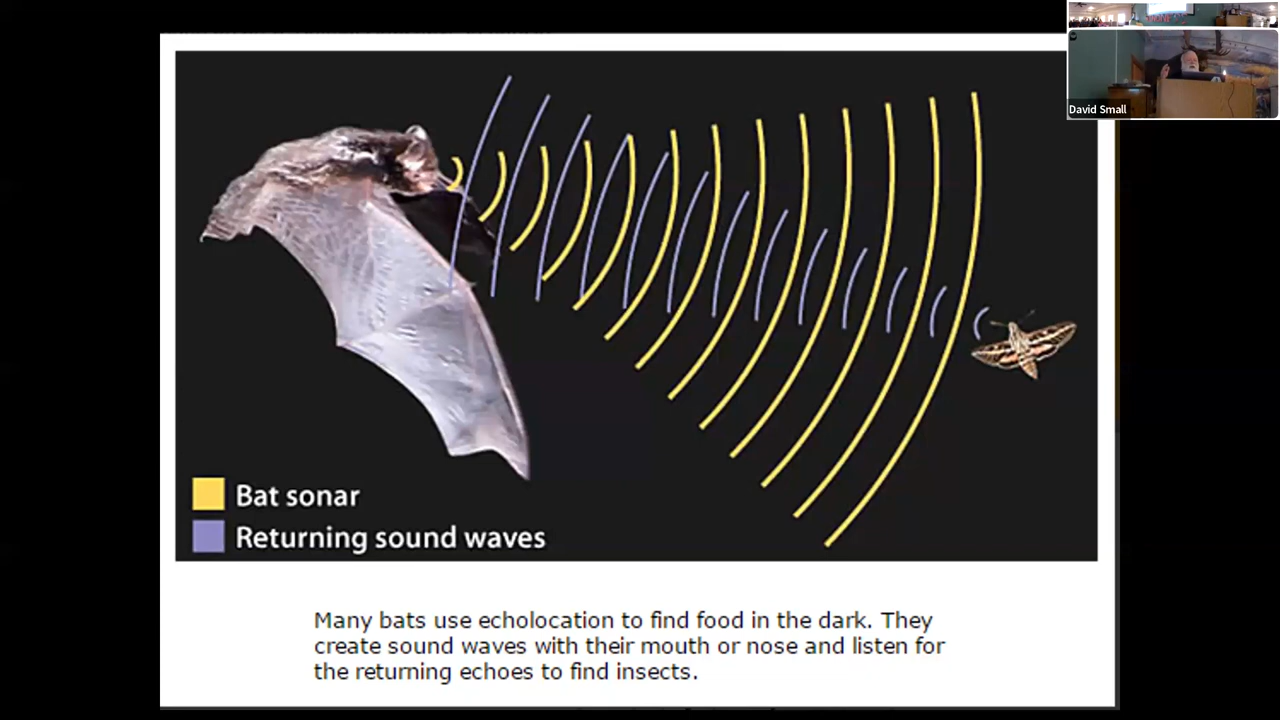 David Small
Bat sonar
Returning sound waves
Many bats use echolocation to find food in the dark. They
create sound waves with their mouth or nose and listen for
the returning echoes to find insects.